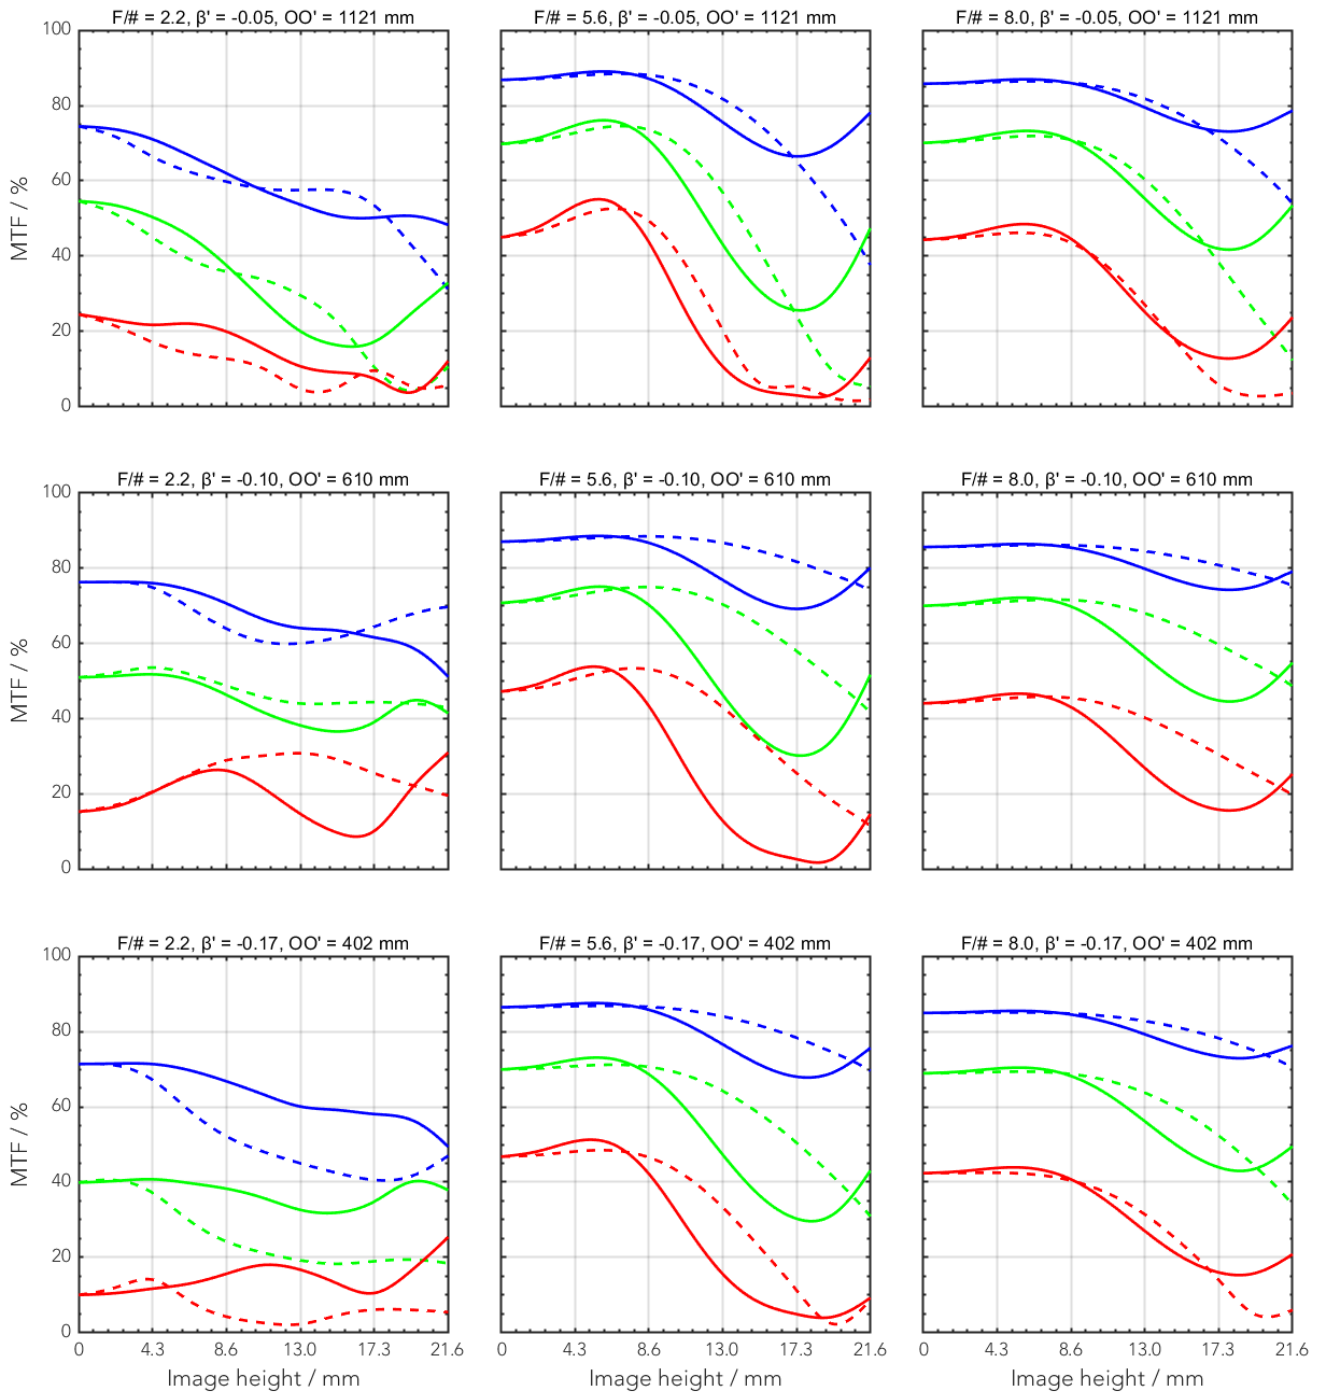 F/# = 2.2, β' = -0.05, OO' = 1121 mm
F/# = 5.6, β' = -0.05, OO' = 1121 mm
F/# = 8.0, β' = -0.05, OO' = 1121 mm
100
80
60
40
20
0
MTF / %
F/# = 2.2, β' = -0.10, OO' = 610 mm
F/# = 5.6, β' = -0.10, OO' = 610 mm
F/# = 8.0, β' = -0.10, OO' = 610 mm
100
80
60
40
20
0
MTF / %
F/# = 2.2, β' = -0.17, OO' = 402 mm
F/# = 5.6, β' = -0.17, OO' = 402 mm
F/# = 8.0, β' = -0.17, OO' = 402 mm
100
80
60
40
20
0
MTF / %
0 4.3 8.6 13.0 17.3 21.6
0 4.3 8.6 13.0 17.3 21.6
0 4.3 8.6 13.0 17.3 21.6
Image height / mm
Image height / mm
Image height / mm